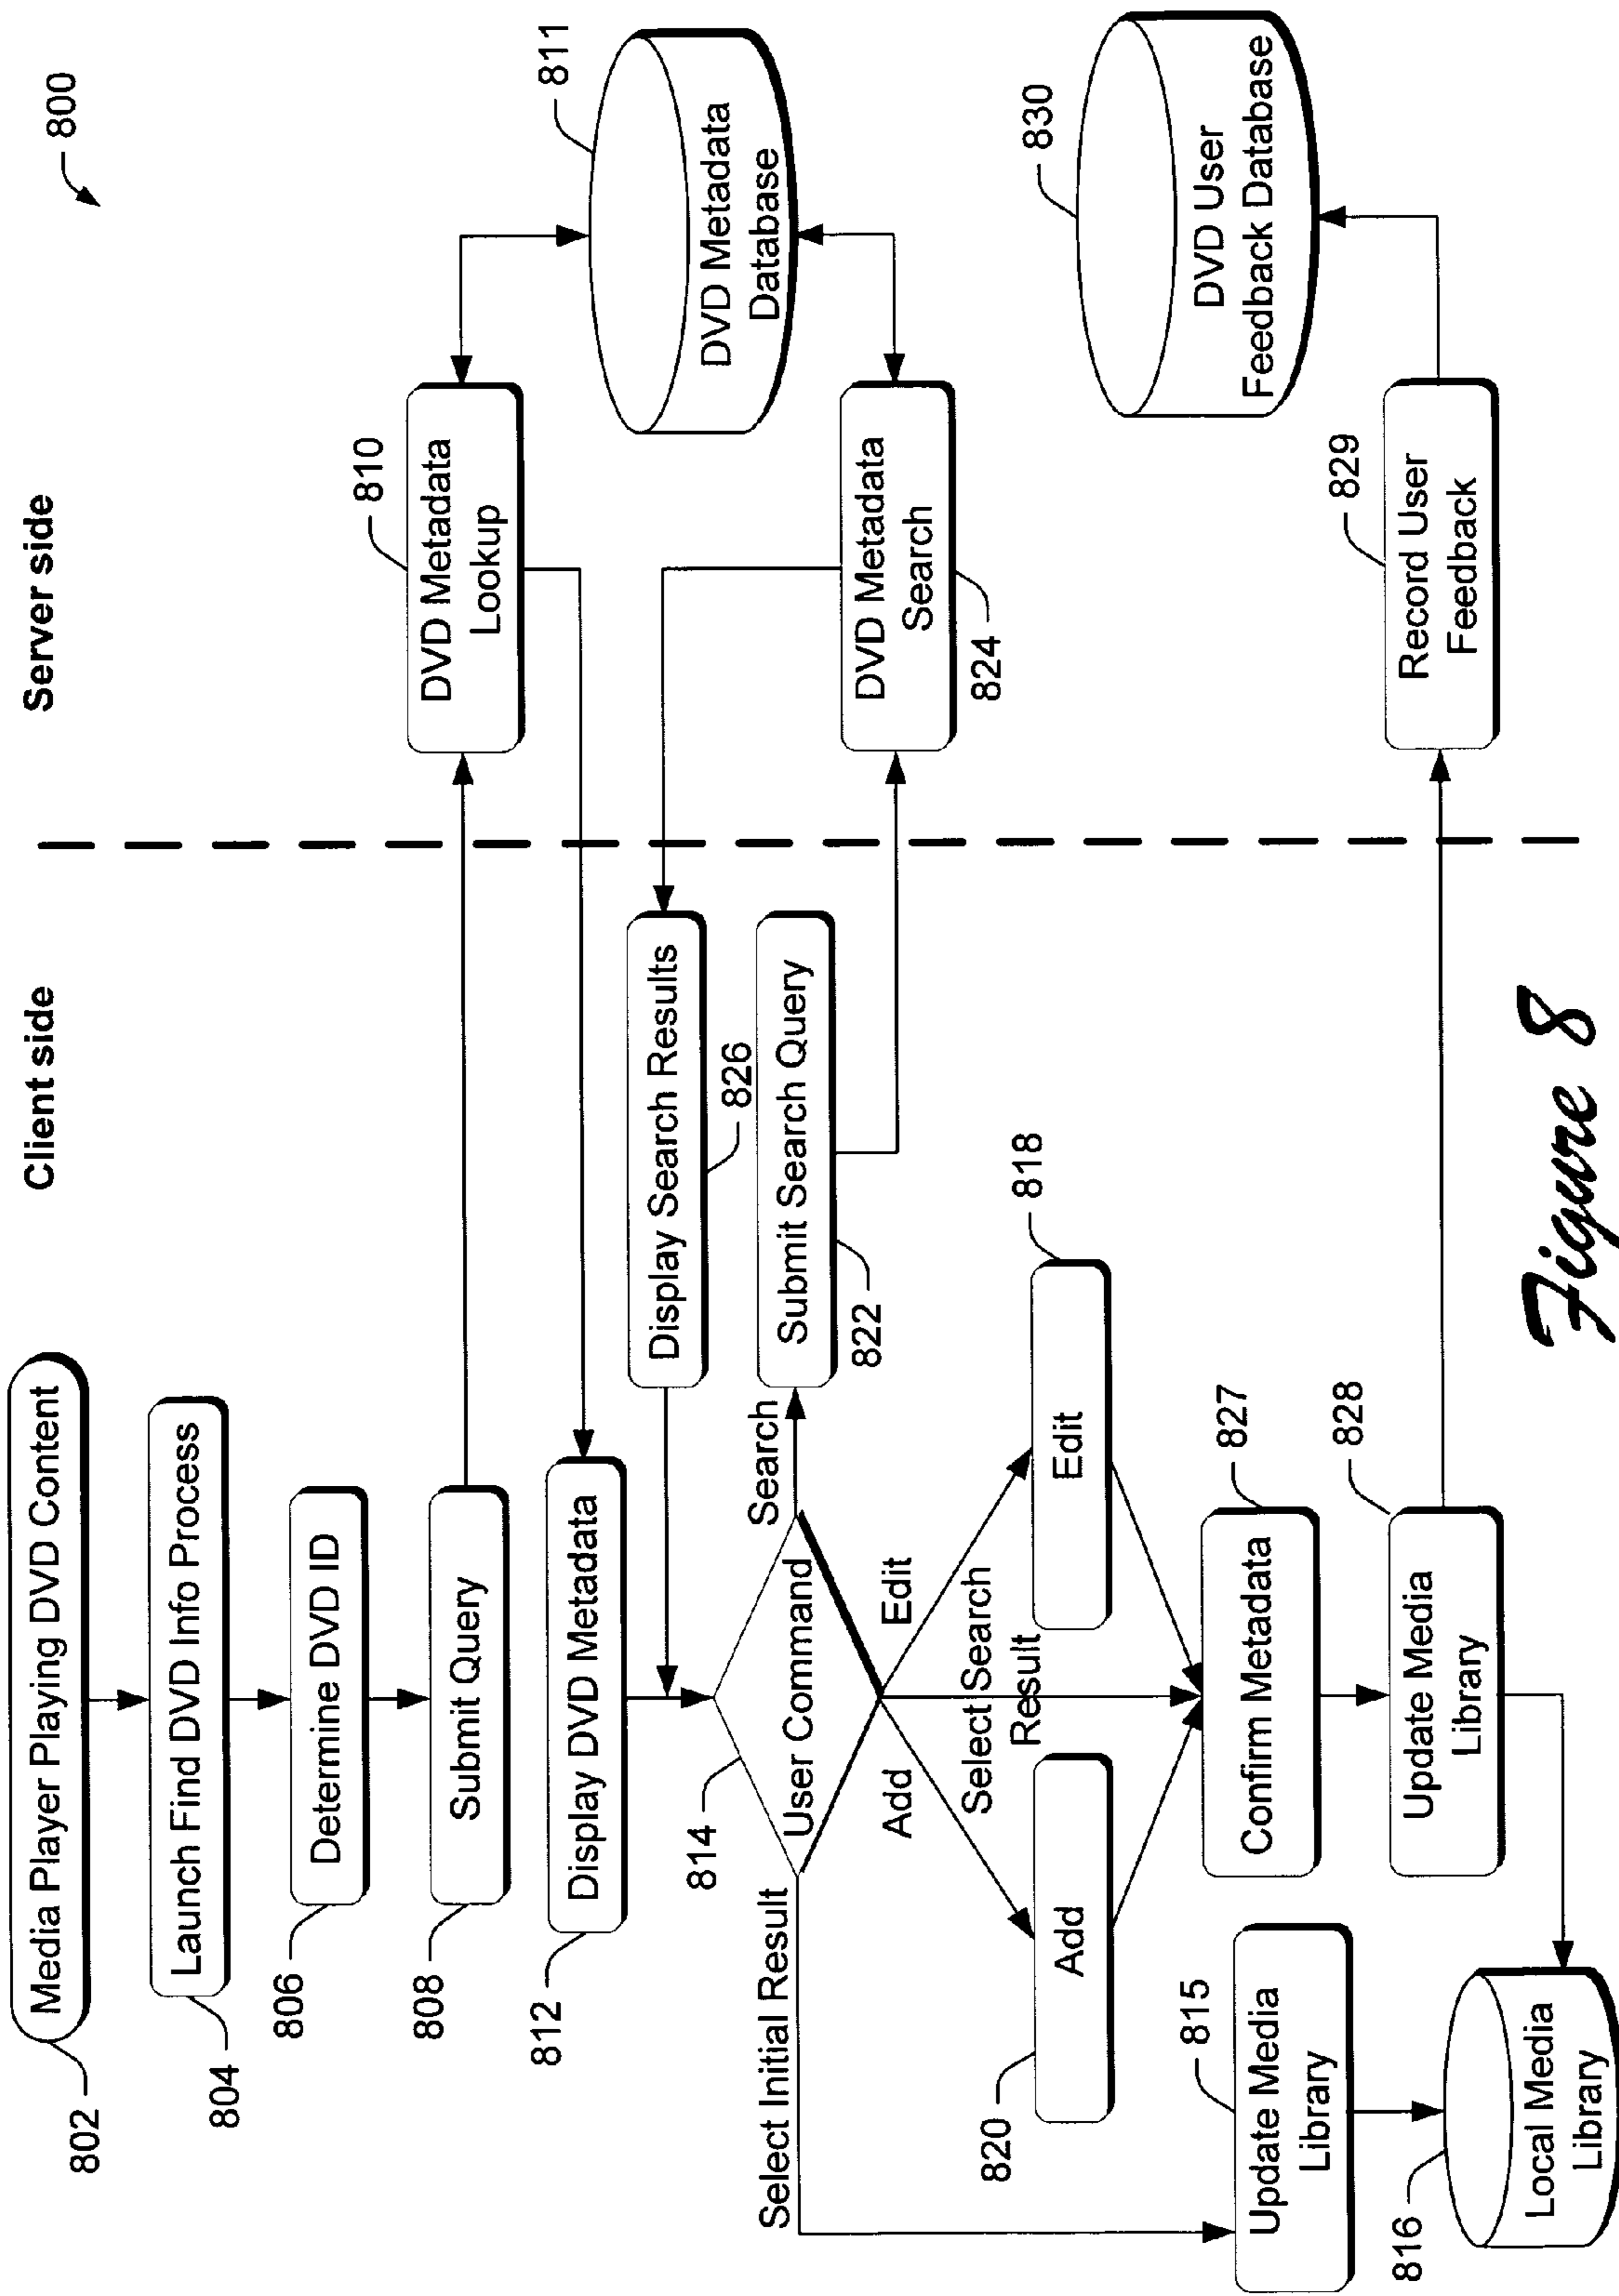 800
Client side
Server side
Media Player Playing DVD Content
802
Launch Find DVD Info Process
804
Determine DVD ID
806
Submit Query
808
DVD Metadata
Lookup
810
DVD Metadata
Database
811
Display DVD Metadata
812
Display Search Results
826
User Command
814
Search
Submit Search Query
822
DVD Metadata
Search
824
Select Initial Result
Add
Edit
Select Search
Result
Add
820
Edit
818
Update Media
Library
815
Confirm Metadata
827
Local Media
Library
816
Update Media
Library
828
Record User
Feedback
829
DVD User
Feedback Database
830
Figure 8